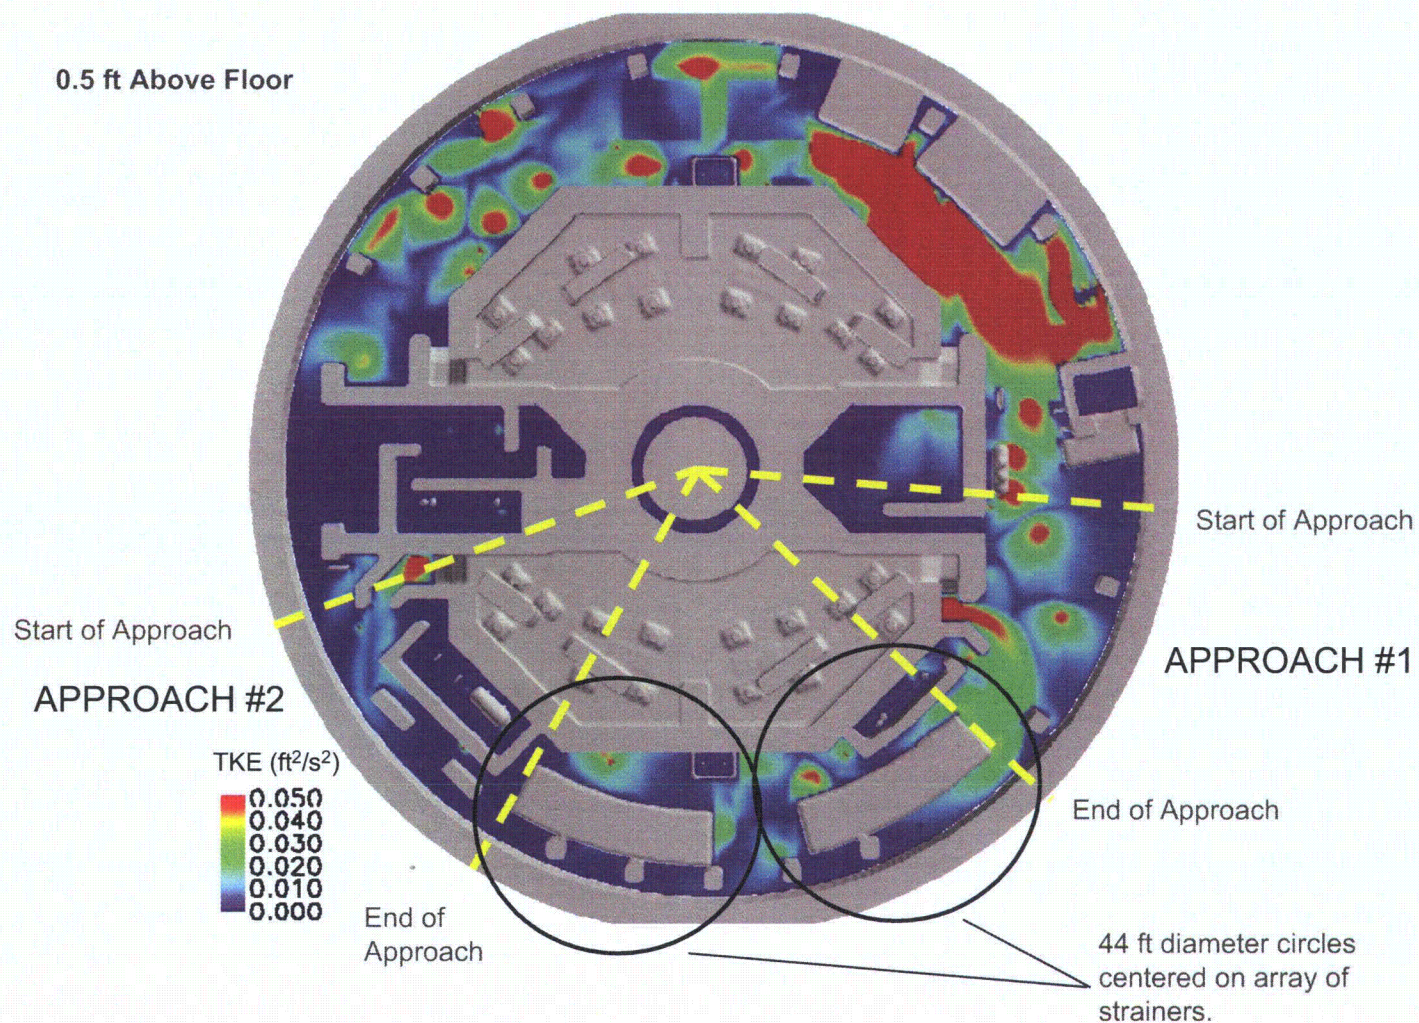 0.5 ft Above Floor
Start of Approach
Start of Approach
APPROACH #1
APPROACH #2
TKE (ft²/s²)
0.050
0.040
0.030
0.020
0.010
0.000
End of Approach
End of
Approach
44 ft diameter circles
centered on array of
strainers.